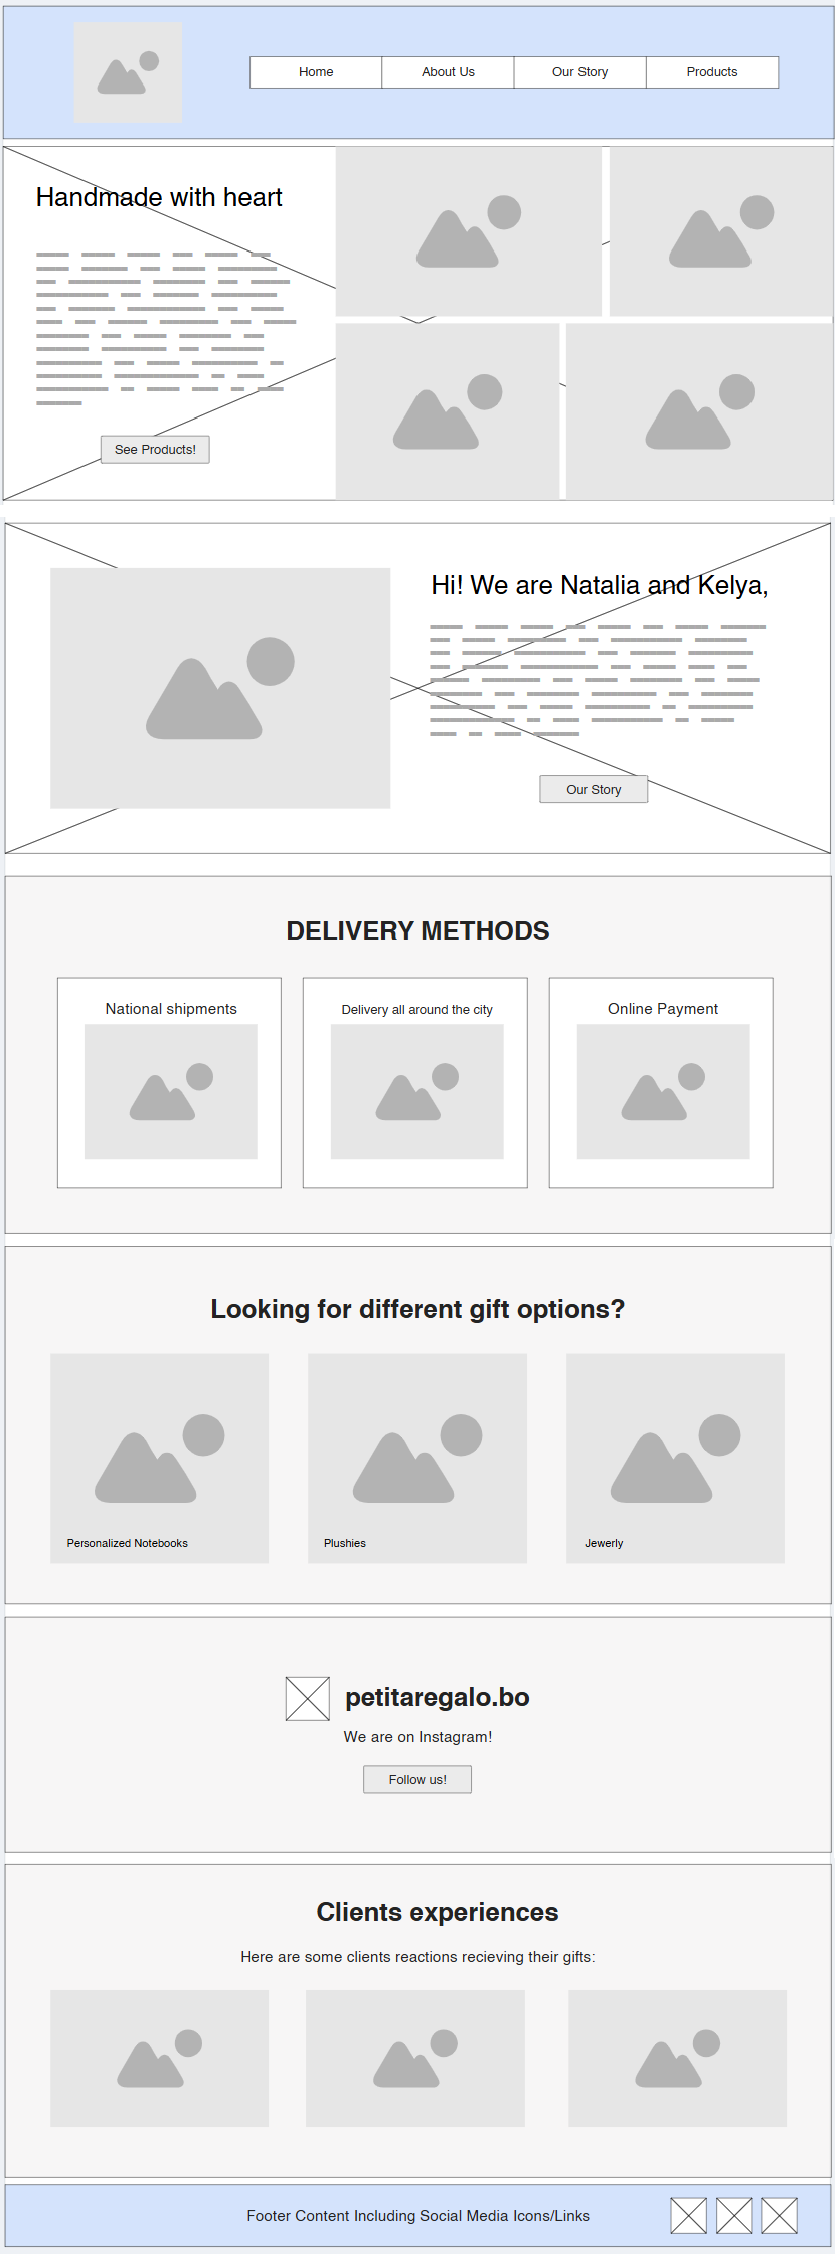 Home
About Us
Our Story
Products
Handmade with heart
See Products!
Hi! We are Natalia and Kelya,
Our Story
DELIVERY METHODS
National shipments
Delivery all around the city
Online Payment
Looking for different gift options?
Personalized Notebooks
Plushies
Jewerly
petitaregalo.bo
We are on Instagram!
Follow us!
Clients experiences
Here are some clients reactions recieving their gifts:
Footer Content Including Social Media Icons/Links